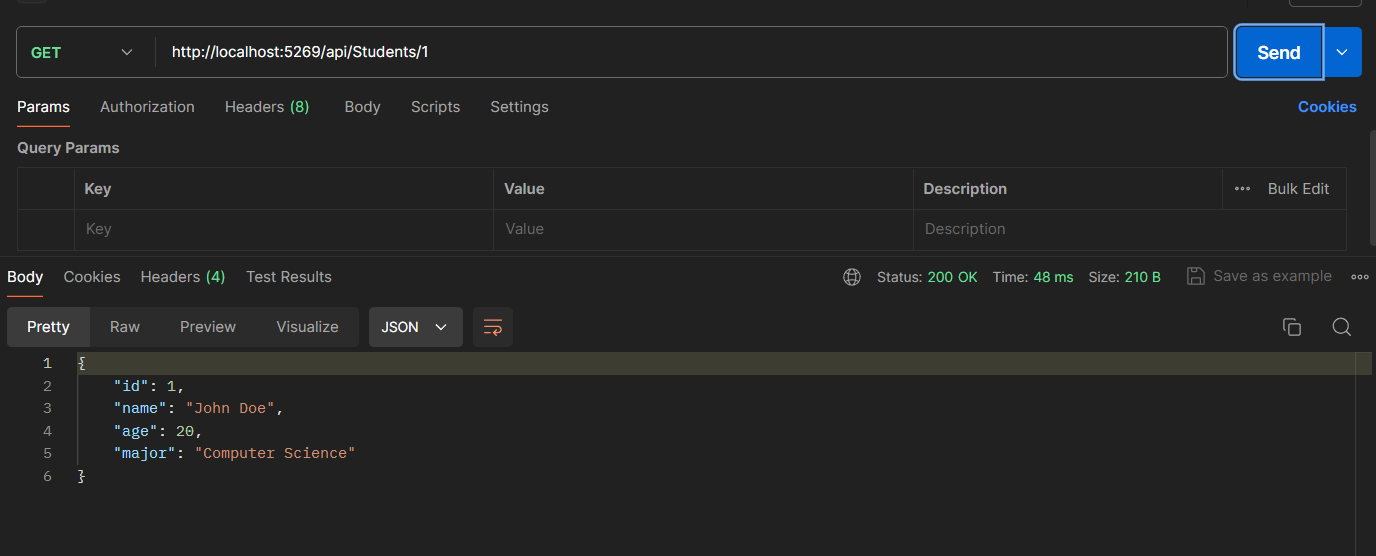 GET http://localhost:5269/api/Students/1 Send
Params Authorization Headers (8) Body Scripts Settings Cookies
Query Params
Key Value Description Bulk Edit
Key Value Description
Body Cookies Headers (4) Test Results Status: 200 OK Time: 48 ms Size: 210 B Save as example
Pretty Raw Preview Visualize JSON
1 {
2 "id": 1,
3 "name": "John Doe",
4 "age": 20,
5 "major": "Computer Science"
6 }